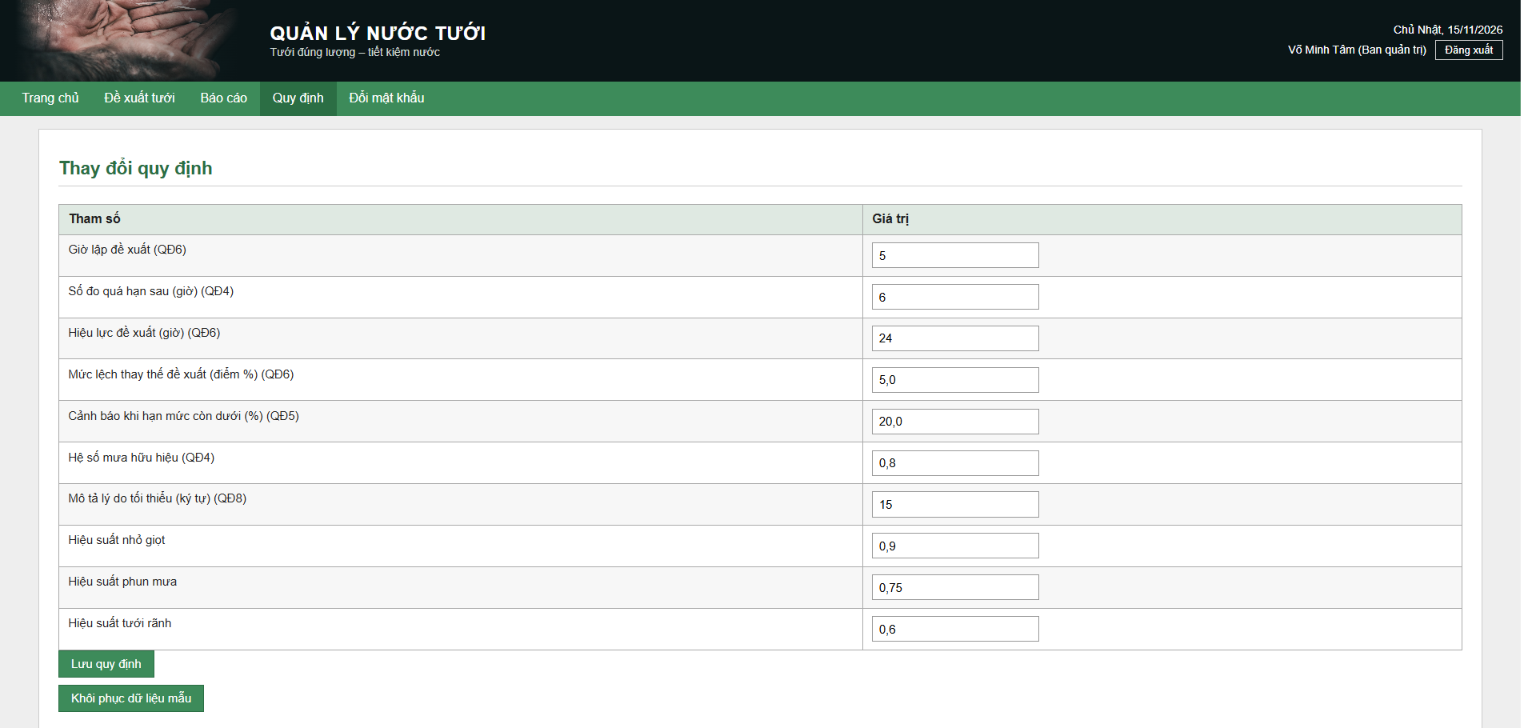 QUẢN LÝ NƯỚC TƯỚI
Tưới đúng lượng – tiết kiệm nước
Chủ Nhật, 15/11/2026
Võ Minh Tâm (Ban quản trị) Đăng xuất
Trang chủ Đề xuất tưới Báo cáo Quy định Đổi mật khẩu
Thay đổi quy định
Tham số Giá trị
Giờ lập đề xuất (QĐ6) 5
Số đo quá hạn sau (giờ) (QĐ4) 6
Hiệu lực đề xuất (giờ) (QĐ6) 24
Mức lệch thay thế đề xuất (điểm %) (QĐ6) 5,0
Cảnh báo khi hạn mức còn dưới (%) (QĐ5) 20,0
Hệ số mưa hữu hiệu (QĐ4) 0,8
Mô tả lý do tối thiểu (ký tự) (QĐ8) 15
Hiệu suất nhỏ giọt 0,9
Hiệu suất phun mưa 0,75
Hiệu suất tưới rãnh 0,6
Lưu quy định
Khôi phục dữ liệu mẫu